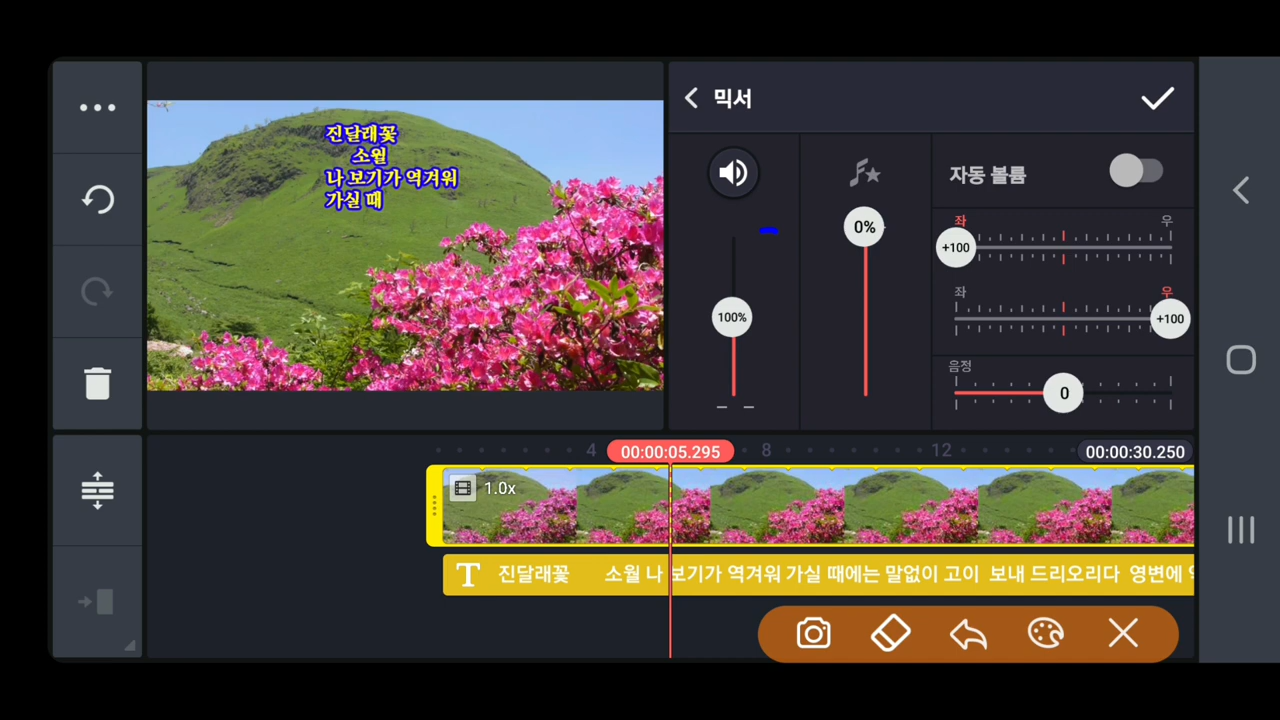 믹서
진달래꽃
소월
나 보기가 역겨워
가실 때
자동 볼륨
0%
100%
좌 우
+100
좌 우
+100
음정
0
4 00:00:05.295 8 12 00:00:30.250
1.0x
T 진달래꽃 소월 나 보기가 역겨워 가실 때에는 말없이 고이 보내 드리오리다 영변에